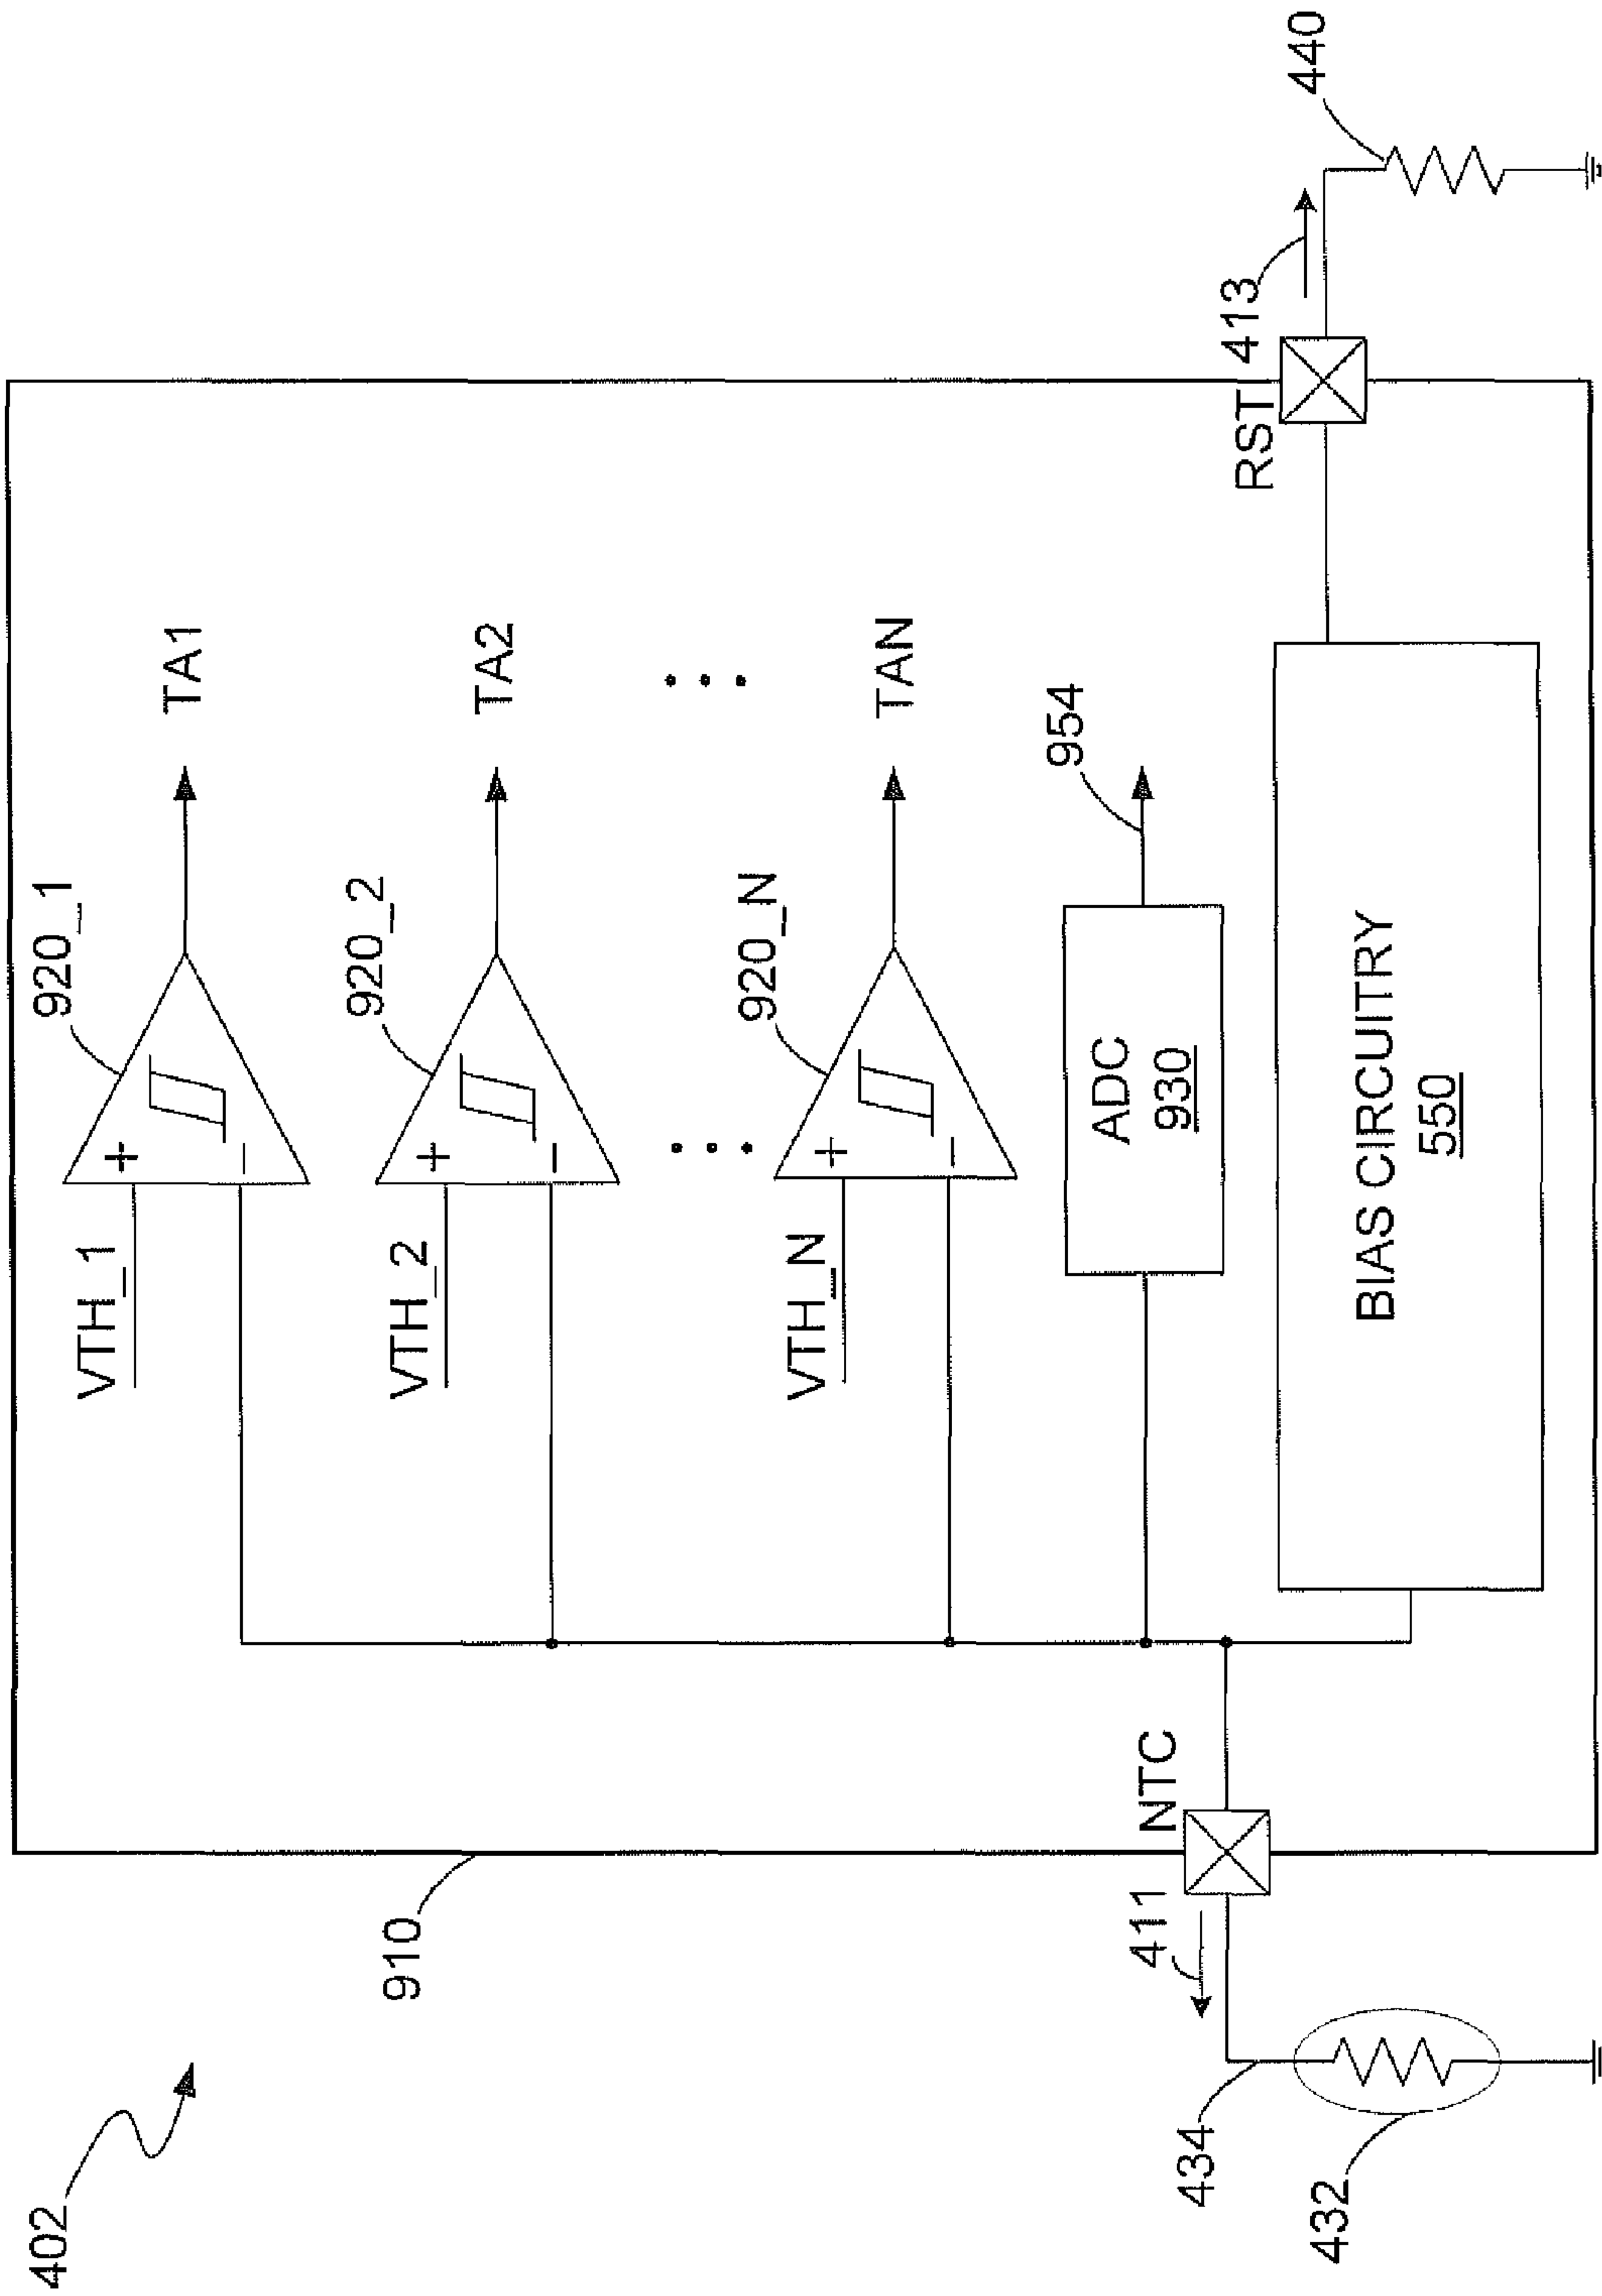 402
910
920_1
VTH_1
+
−
TA1
920_2
VTH_2
+
−
TA2
920_N
VTH_N
+
−
TAN
ADC
930
954
BIAS CIRCUITRY
550
NTC
411
434
432
RST
413
440